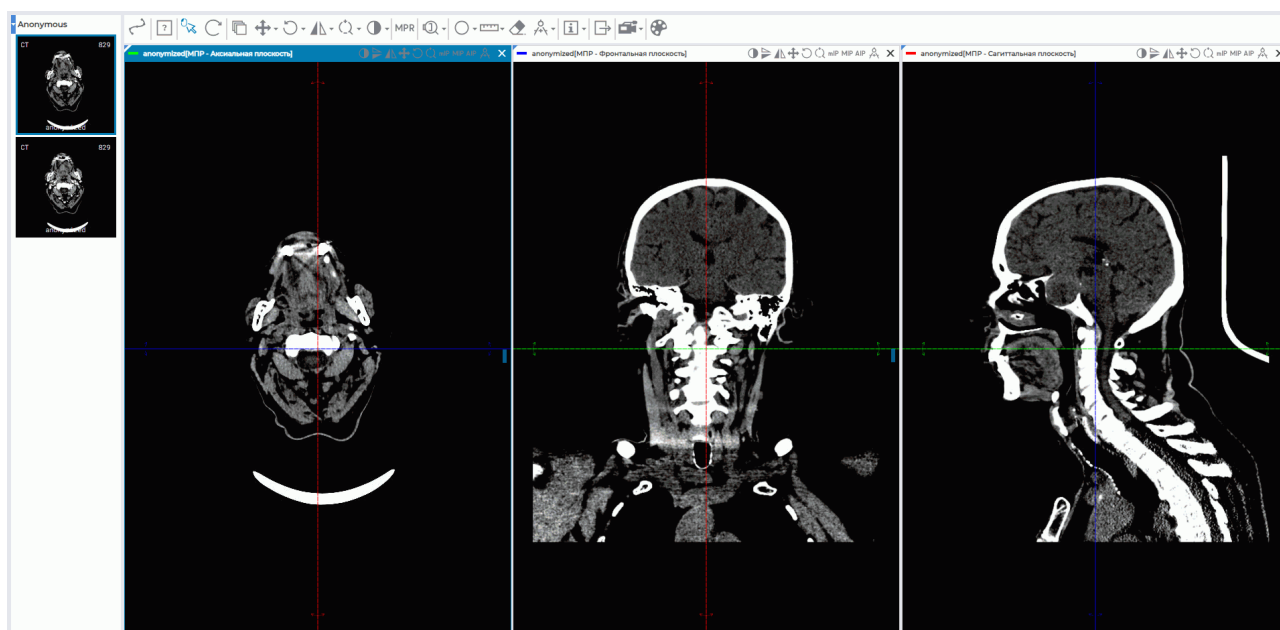 Anonymous
MPR
CT 829
anonymized
CT 829
anonymized
anonymized[МПР - Аксиальная плоскость]
mIP MIP AIP
anonymized[МПР - Фронтальная плоскость]
mIP MIP AIP
anonymized[МПР - Сагиттальная плоскость]
mIP MIP AIP